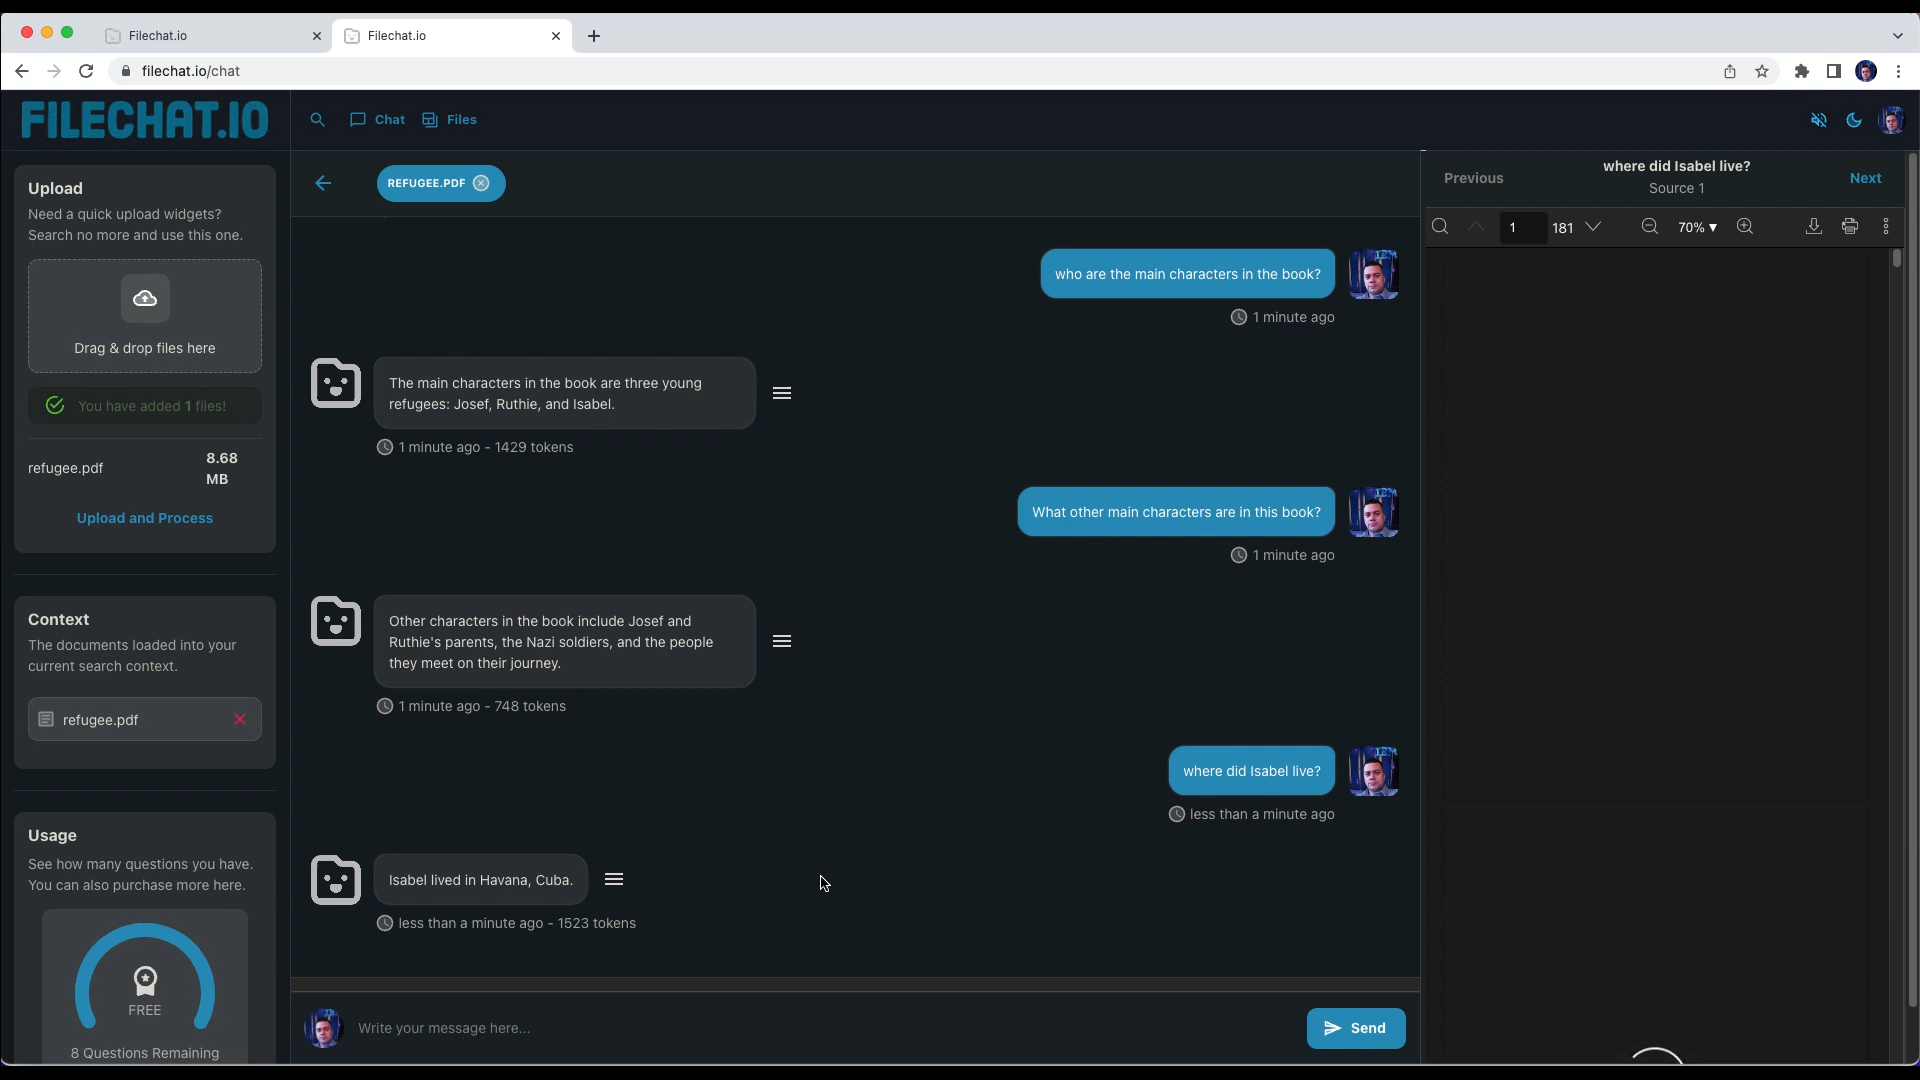 Filechat.io
Filechat.io
filechat.io/chat
FILECHAT.IO
Chat
Files
Upload
Need a quick upload widgets?
Search no more and use this one.
Drag & drop files here
You have added 1 files!
refugee.pdf
8.68
MB
Upload and Process
Context
The documents loaded into your
current search context.
refugee.pdf
Usage
See how many questions you have.
You can also purchase more here.
FREE
8 Questions Remaining
REFUGEE.PDF
who are the main characters in the book?
1 minute ago
The main characters in the book are three young
refugees: Josef, Ruthie, and Isabel.
1 minute ago - 1429 tokens
What other main characters are in this book?
1 minute ago
Other characters in the book include Josef and
Ruthie's parents, the Nazi soldiers, and the people
they meet on their journey.
1 minute ago - 748 tokens
where did Isabel live?
less than a minute ago
Isabel lived in Havana, Cuba.
less than a minute ago - 1523 tokens
Write your message here...
Send
Previous
where did Isabel live?
Source 1
Next
1
181
70%